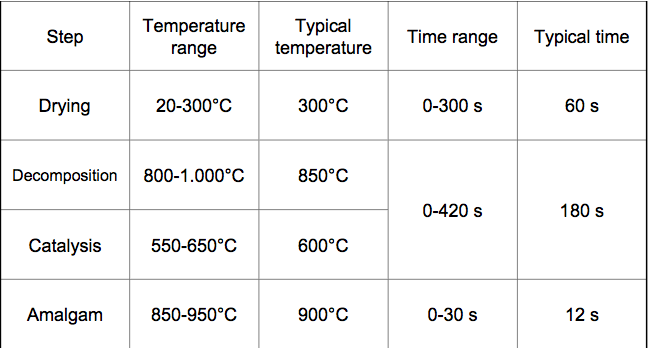 Step Temperature range Typical temperature Time range Typical time
Drying 20-300°C 300°C 0-300 s 60 s
Decomposition 800-1.000°C 850°C 0-420 s 180 s
Catalysis 550-650°C 600°C
Amalgam 850-950°C 900°C 0-30 s 12 s